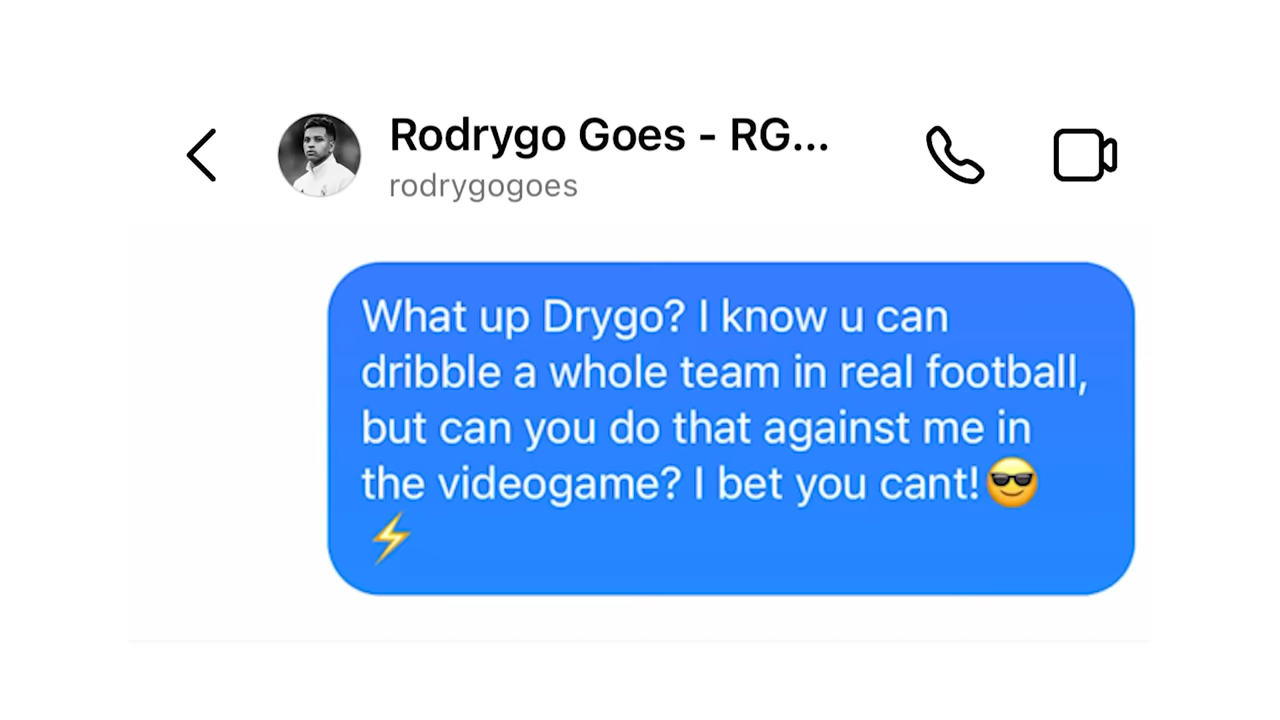 Rodrygo Goes - RG...
rodrygogoes
What up Drygo? I know u can
dribble a whole team in real football,
but can you do that against me in
the videogame? I bet you cant!😎
⚡